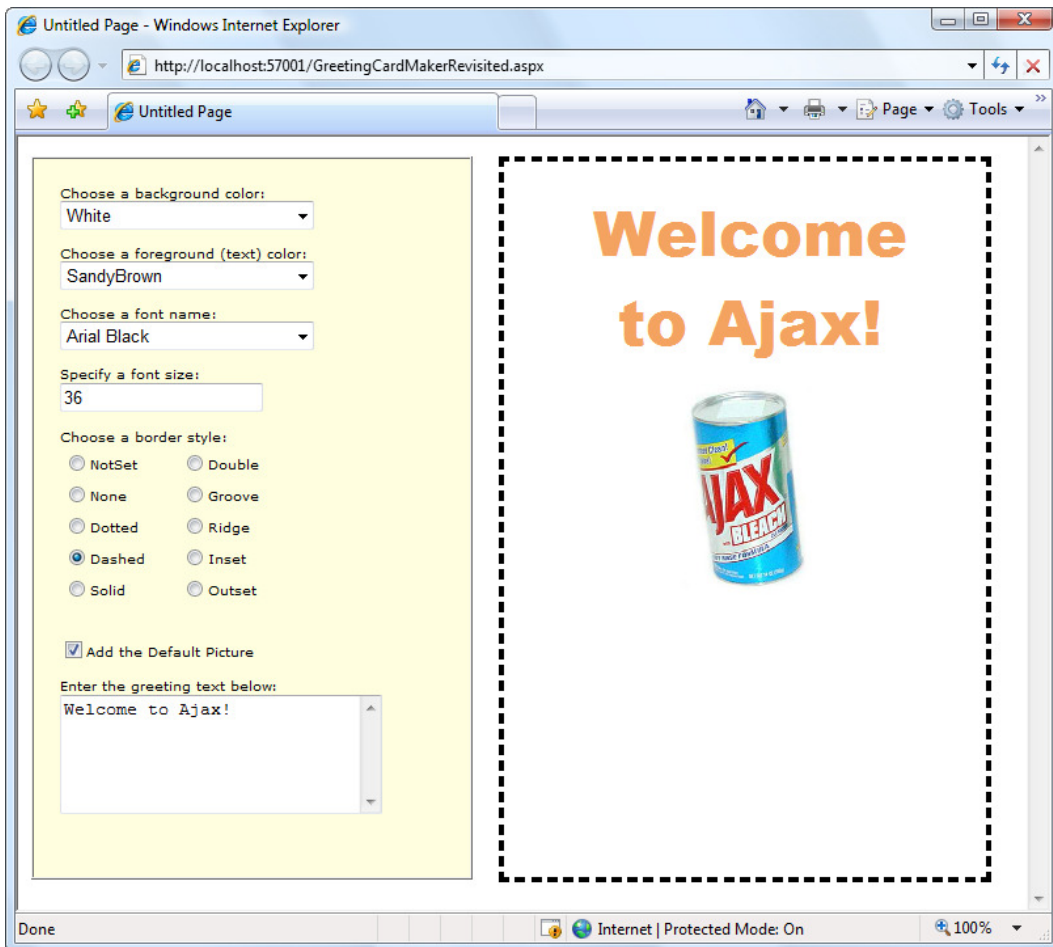 Untitled Page - Windows Internet Explorer
http://localhost:57001/GreetingCardMakerRevisited.aspx
Untitled Page
Page
Tools
Choose a background color:
White
Choose a foreground (text) color:
SandyBrown
Choose a font name:
Arial Black
Specify a font size:
36
Choose a border style:
NotSet Double
None Groove
Dotted Ridge
Dashed Inset
Solid Outset
Add the Default Picture
Enter the greeting text below:
Welcome to Ajax!
Welcome
to Ajax!
AJAX
BLEACH
Done
Internet | Protected Mode: On
100%